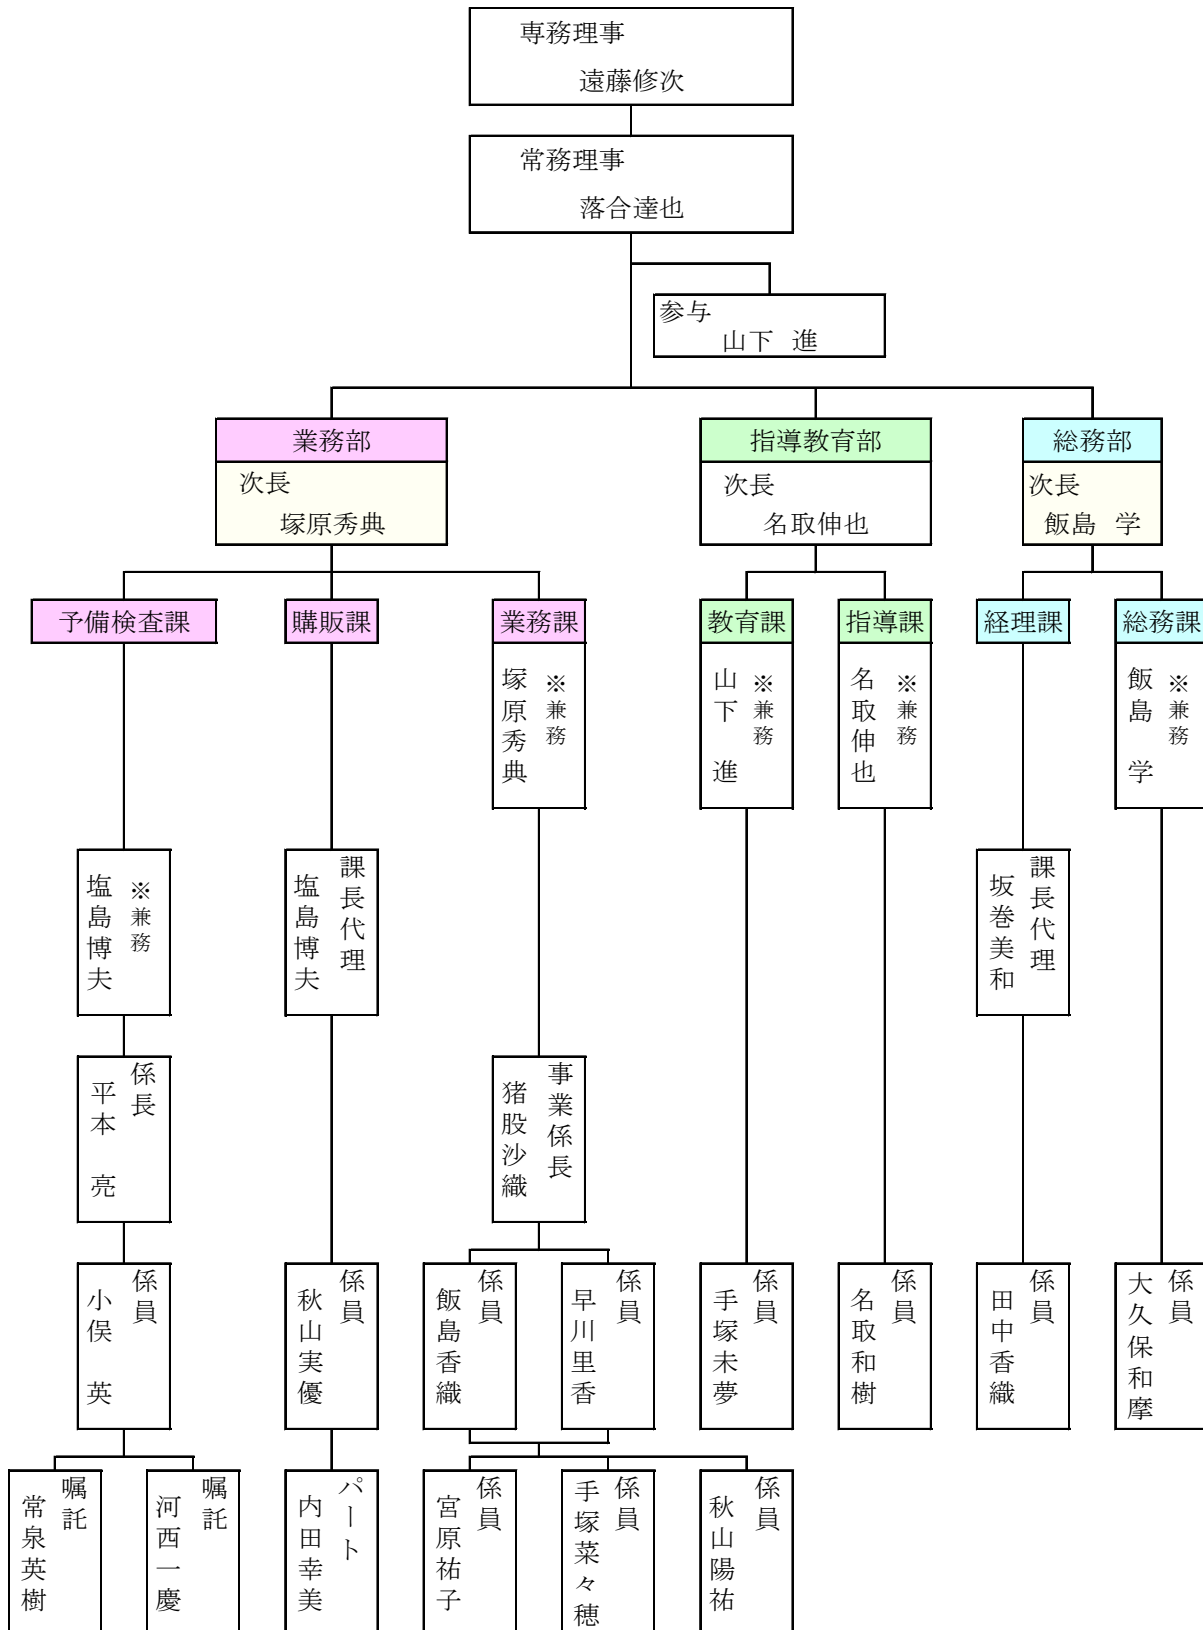 専務理事
遠藤修次
常務理事
落合達也
参与
山下 進
業務部
次長
塚原秀典
指導教育部
次長
名取伸也
総務部
次長
飯島 学
予備検査課
購販課
業務課
教育課
指導課
経理課
総務課
※兼務
塚原秀典
※兼務
山下 進
※兼務
名取伸也
※兼務
飯島 学
※兼務
塩島博夫
課長代理
塩島博夫
課長代理
坂巻美和
係長
平本 亮
事業係長
猪股沙織
係員
小俣 英
係員
秋山実優
係員
飯島香織
係員
早川里香
係員
手塚未夢
係員
名取和樹
係員
田中香織
係員
大久保和摩
嘱託
常泉英樹
嘱託
河西一慶
パート
内田幸美
係員
宮原祐子
係員
手塚菜々穂
係員
秋山陽祐